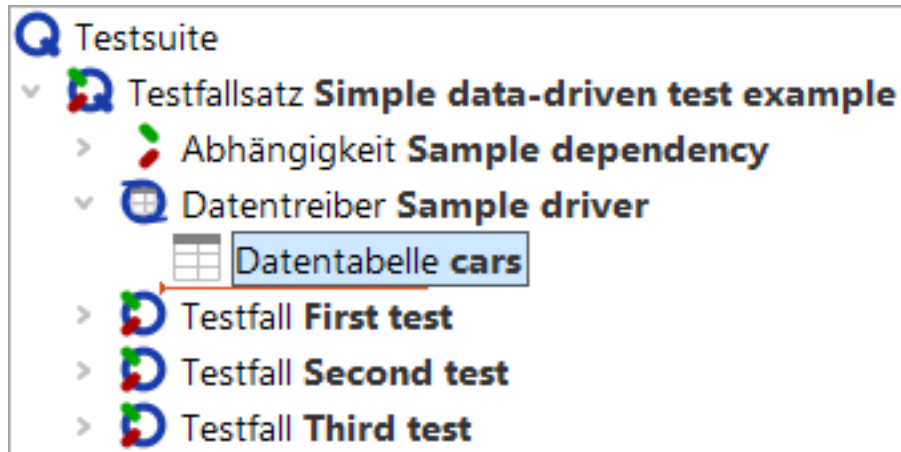 Testsuite
Testfallsatz Simple data-driven test example
Abhängigkeit Sample dependency
Datentreiber Sample driver
Datentabelle cars
Testfall First test
Testfall Second test
Testfall Third test